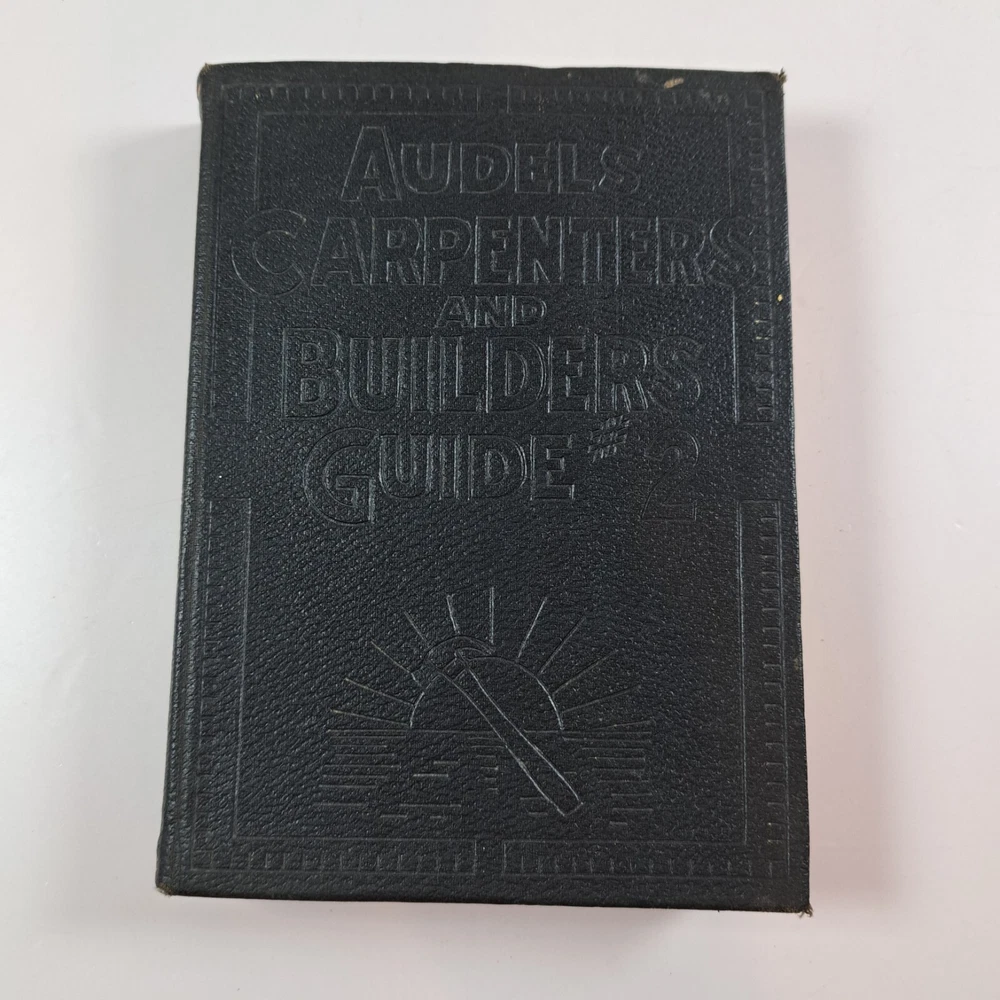 AUDELS
CARPENTERS
AND
BUILDERS
GUIDE #2